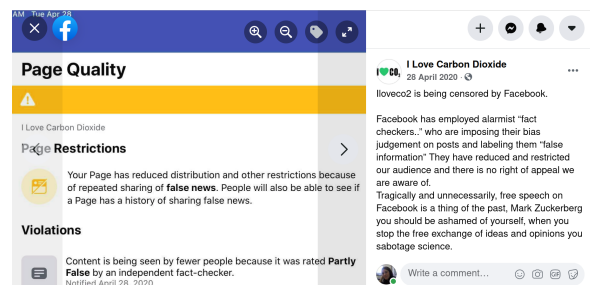 AM Tue Apr 28
Page Quality
I Love Carbon Dioxide
Page Restrictions
Your Page has reduced distribution and other restrictions because
of repeated sharing of false news. People will also be able to see if
a Page has a history of sharing false news.
Violations
Content is being seen by fewer people because it was rated Partly
False by an independent fact-checker.
Notified April 28, 2020
I CO₂
I Love Carbon Dioxide
28 April 2020
Iloveco2 is being censored by Facebook.
Facebook has employed alarmist “fact
checkers..” who are imposing their bias
judgement on posts and labeling them “false
information” They have reduced and restricted
our audience and there is no right of appeal we
are aware of.
Tragically and unnecessarily, free speech on
Facebook is a thing of the past, Mark Zuckerberg
you should be ashamed of yourself, when you
stop the free exchange of ideas and opinions you
sabotage science.
Write a comment...
GIF